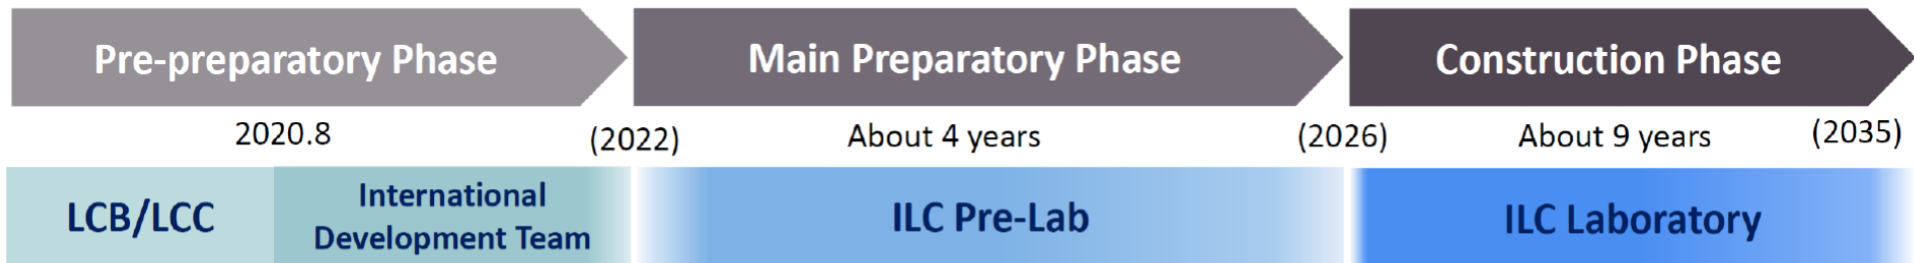 Pre-preparatory Phase
Main Preparatory Phase
Construction Phase
2020.8
(2022)
About 4 years
(2026)
About 9 years
(2035)
LCB/LCC
International
Development Team
ILC Pre-Lab
ILC Laboratory